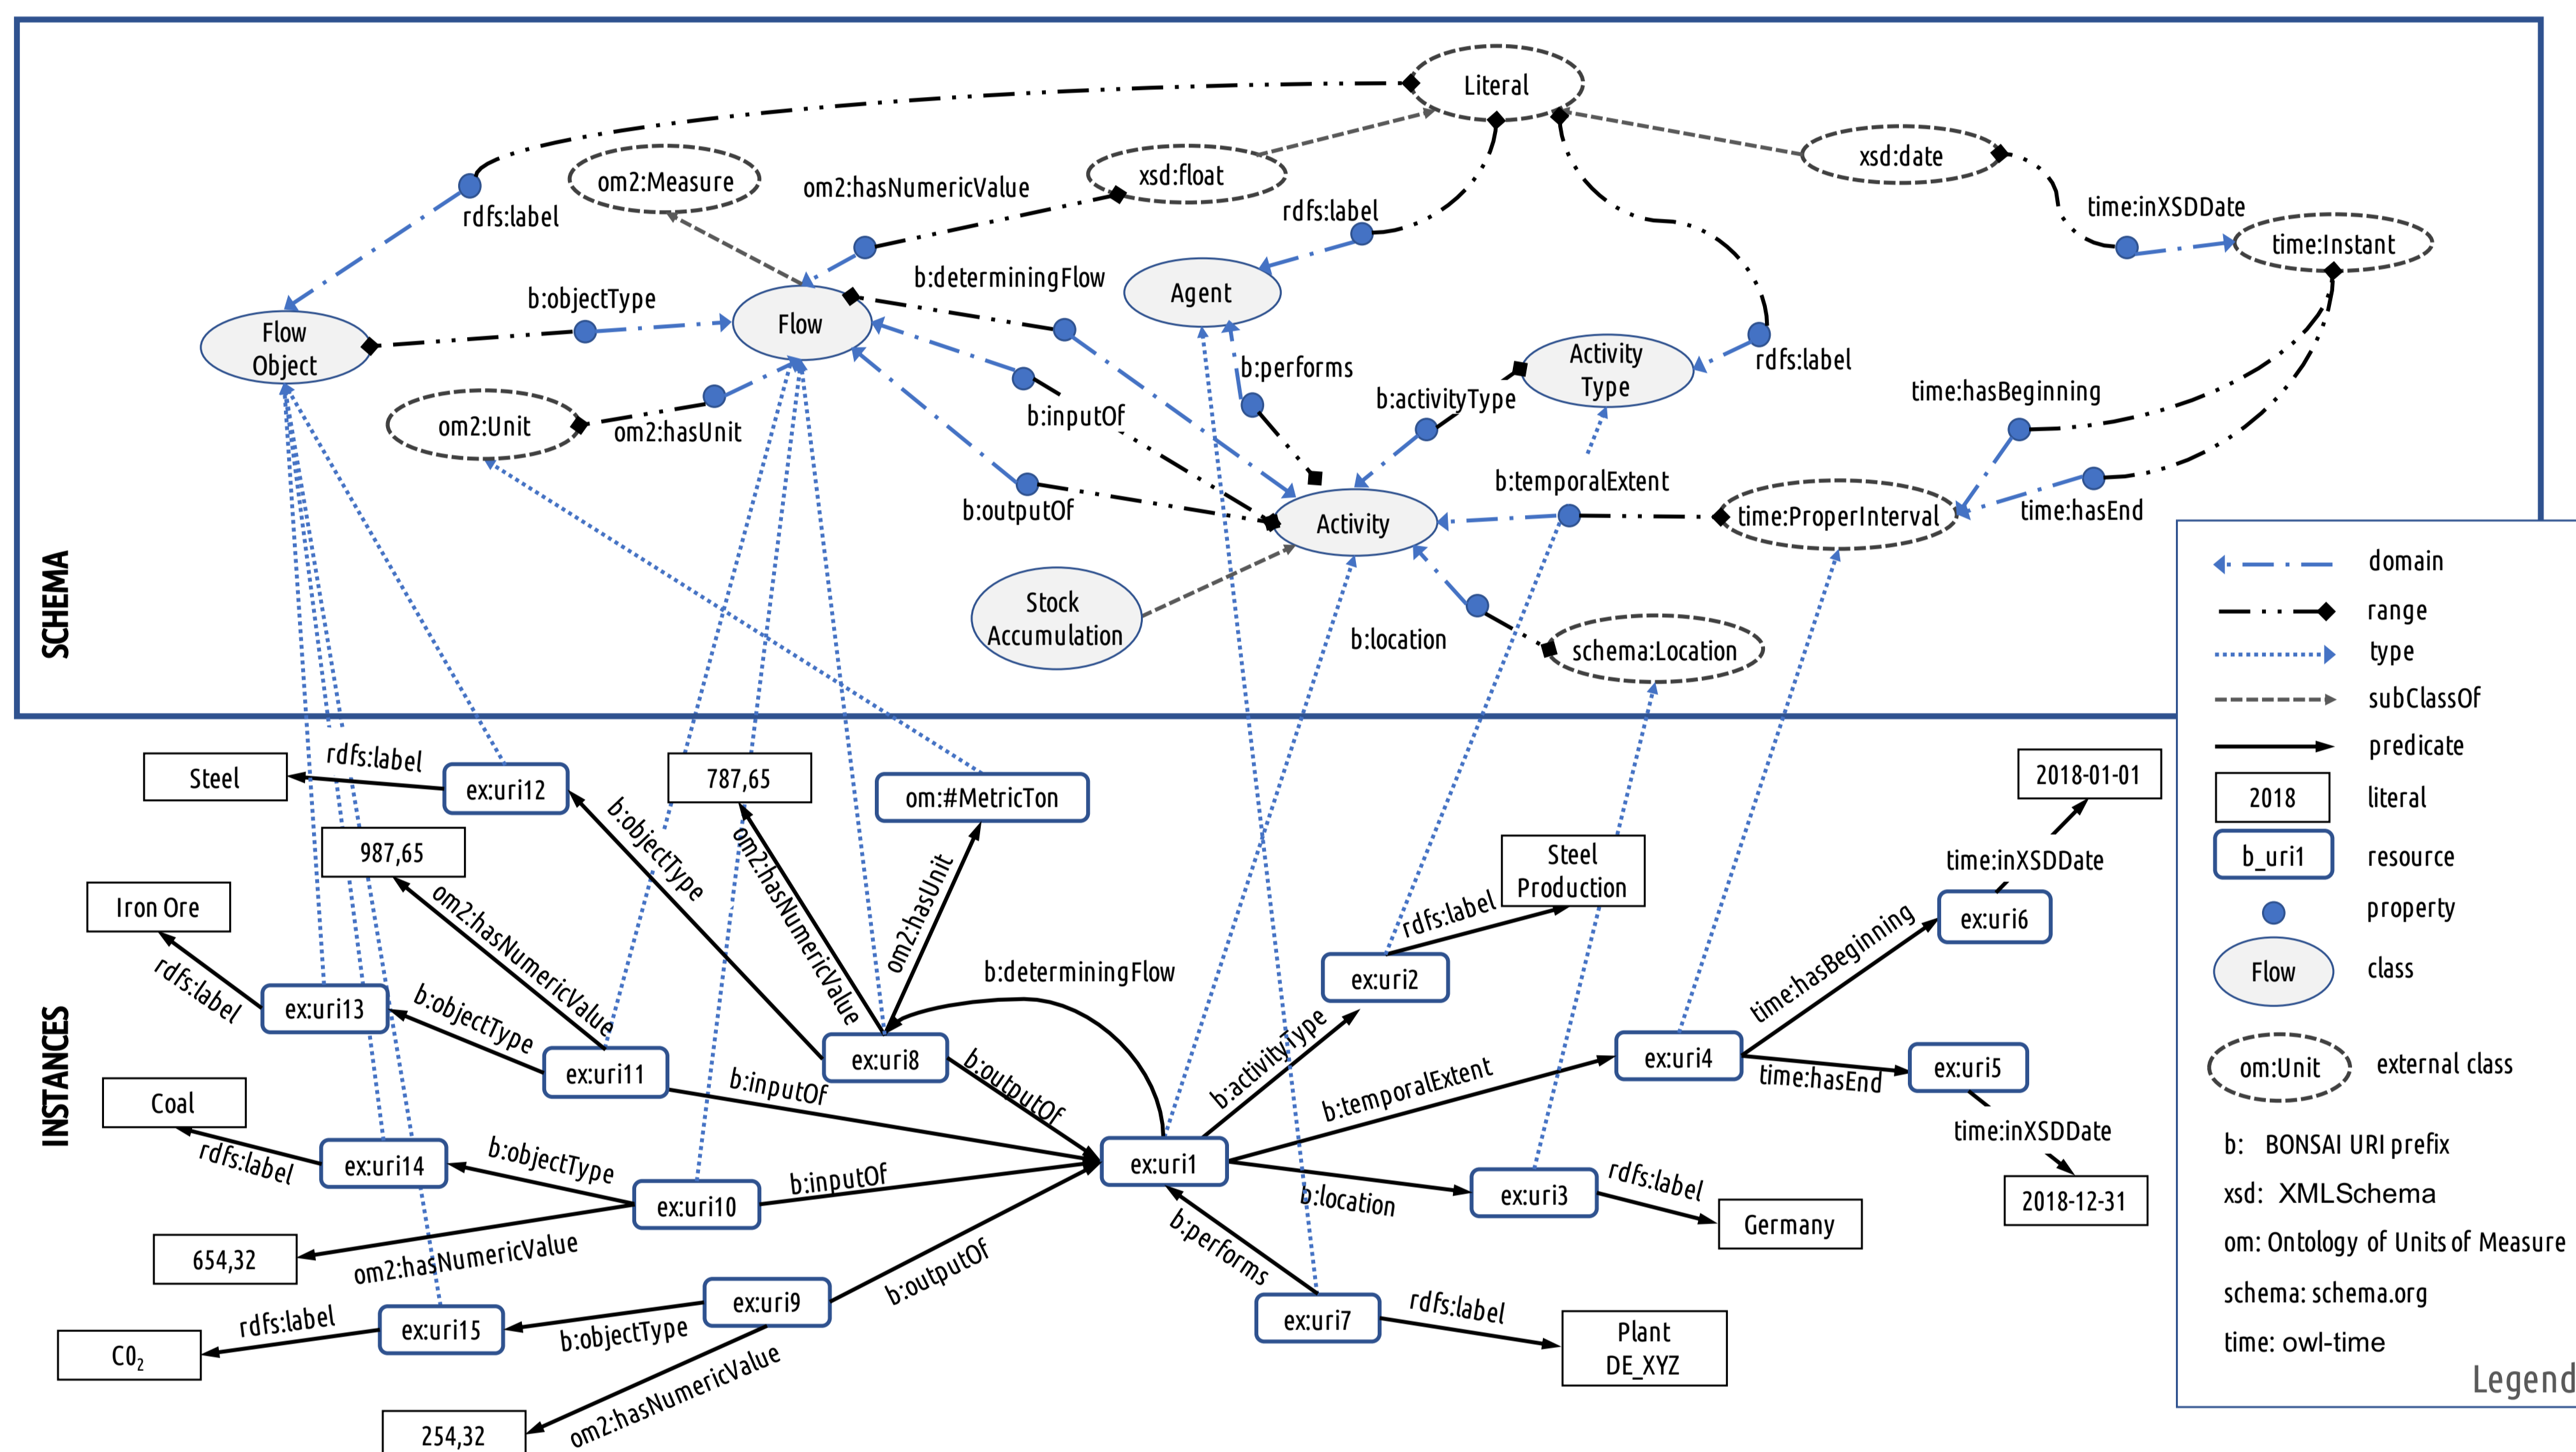 Literal
xsd:float
xsd:date
om2:Measure
om2:hasNumericValue
rdfs:label
rdfs:label
time:inXSDDate
time:Instant
b:determiningFlow
Agent
b:objectType
Flow
Flow
Object
b:performs
Activity
Type
rdfs:label
b:activityType
time:hasBeginning
om2:Unit
om2:hasUnit
b:inputOf
b:temporalExtent
b:outputOf
Activity
time:ProperInterval
time:hasEnd
Stock
Accumulation
b:location
schema:Location
SCHEMA
domain
range
type
subClassOf
predicate
2018
literal
b_uri1
resource
property
Flow
class
om:Unit
external class
b: BONSAI URI prefix
xsd: XMLSchema
om: Ontology of Units of Measure
schema: schema.org
time: owl-time
Legend
INSTANCES
Steel
rdfs:label
ex:uri12
787,65
om:#MetricTon
2018-01-01
987,65
b:objectType
om2:hasNumericValue
om2:hasUnit
Steel
Production
time:inXSDDate
Iron Ore
om2:hasNumericValue
rdfs:label
time:hasBeginning
ex:uri6
rdfs:label
ex:uri13
b:objectType
b:determiningFlow
ex:uri2
ex:uri11
ex:uri8
b:outputOf
b:activityType
ex:uri4
time:hasEnd
ex:uri5
Coal
b:inputOf
b:temporalExtent
time:inXSDDate
rdfs:label
ex:uri14
b:objectType
b:inputOf
ex:uri1
b:location
ex:uri3
rdfs:label
2018-12-31
ex:uri10
Germany
654,32
om2:hasNumericValue
b:outputOf
b:performs
C0₂
rdfs:label
ex:uri15
b:objectType
ex:uri9
ex:uri7
rdfs:label
Plant
DE_XYZ
254,32
om2:hasNumericValue